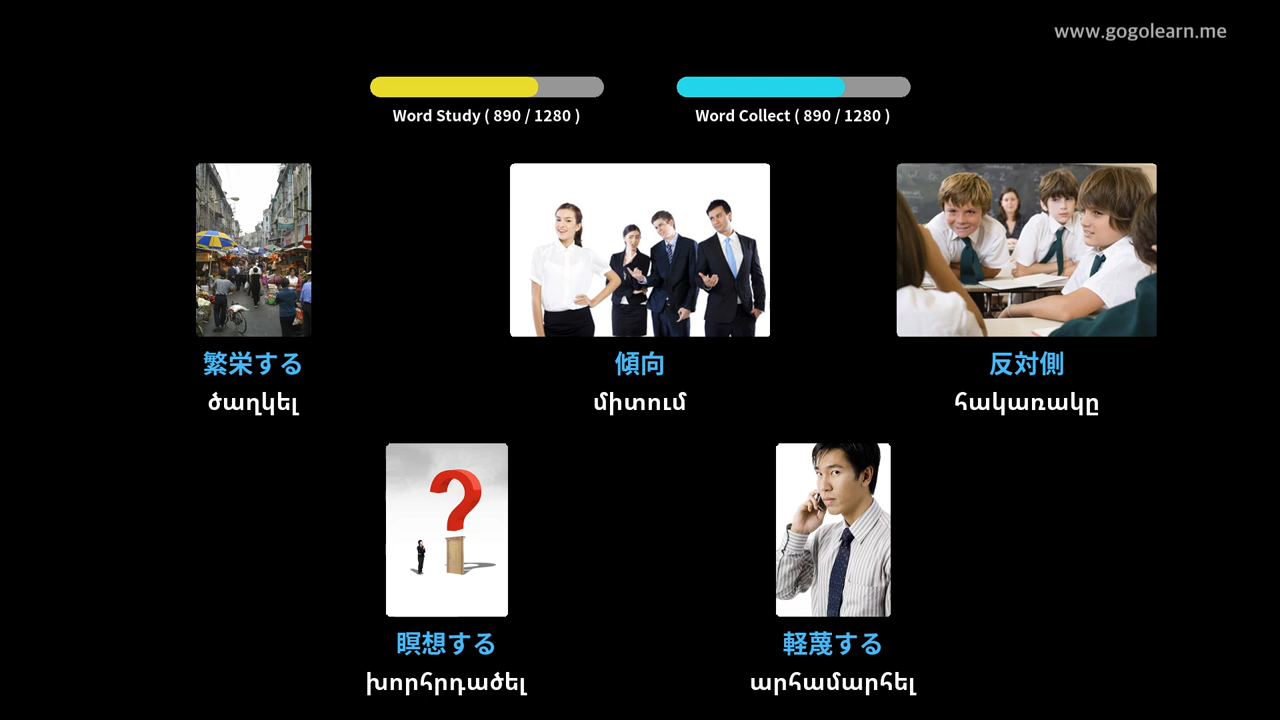 www.gogolearn.me
Word Study ( 890 / 1280 )
Word Collect ( 890 / 1280 )
繁栄する
ծաղկել
傾向
միտում
反対側
հակառակը
瞑想する
խորհրդածել
軽蔑する
արհամարհել